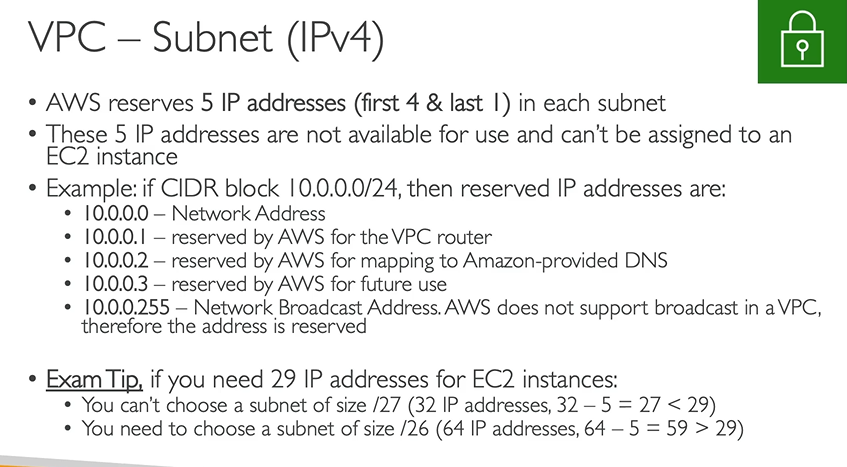 VPC – Subnet (IPv4)
• AWS reserves 5 IP addresses (first 4 & last 1) in each subnet
• These 5 IP addresses are not available for use and can't be assigned to an
EC2 instance
• Example: if CIDR block 10.0.0.0/24, then reserved IP addresses are:
• 10.0.0.0 – Network Address
• 10.0.0.1 – reserved by AWS for the VPC router
• 10.0.0.2 – reserved by AWS for mapping to Amazon-provided DNS
• 10.0.0.3 – reserved by AWS for future use
• 10.0.0.255 – Network Broadcast Address. AWS does not support broadcast in a VPC,
therefore the address is reserved
• Exam Tip, if you need 29 IP addresses for EC2 instances:
• You can't choose a subnet of size /27 (32 IP addresses, 32 – 5 = 27 < 29)
• You need to choose a subnet of size /26 (64 IP addresses, 64 – 5 = 59 > 29)